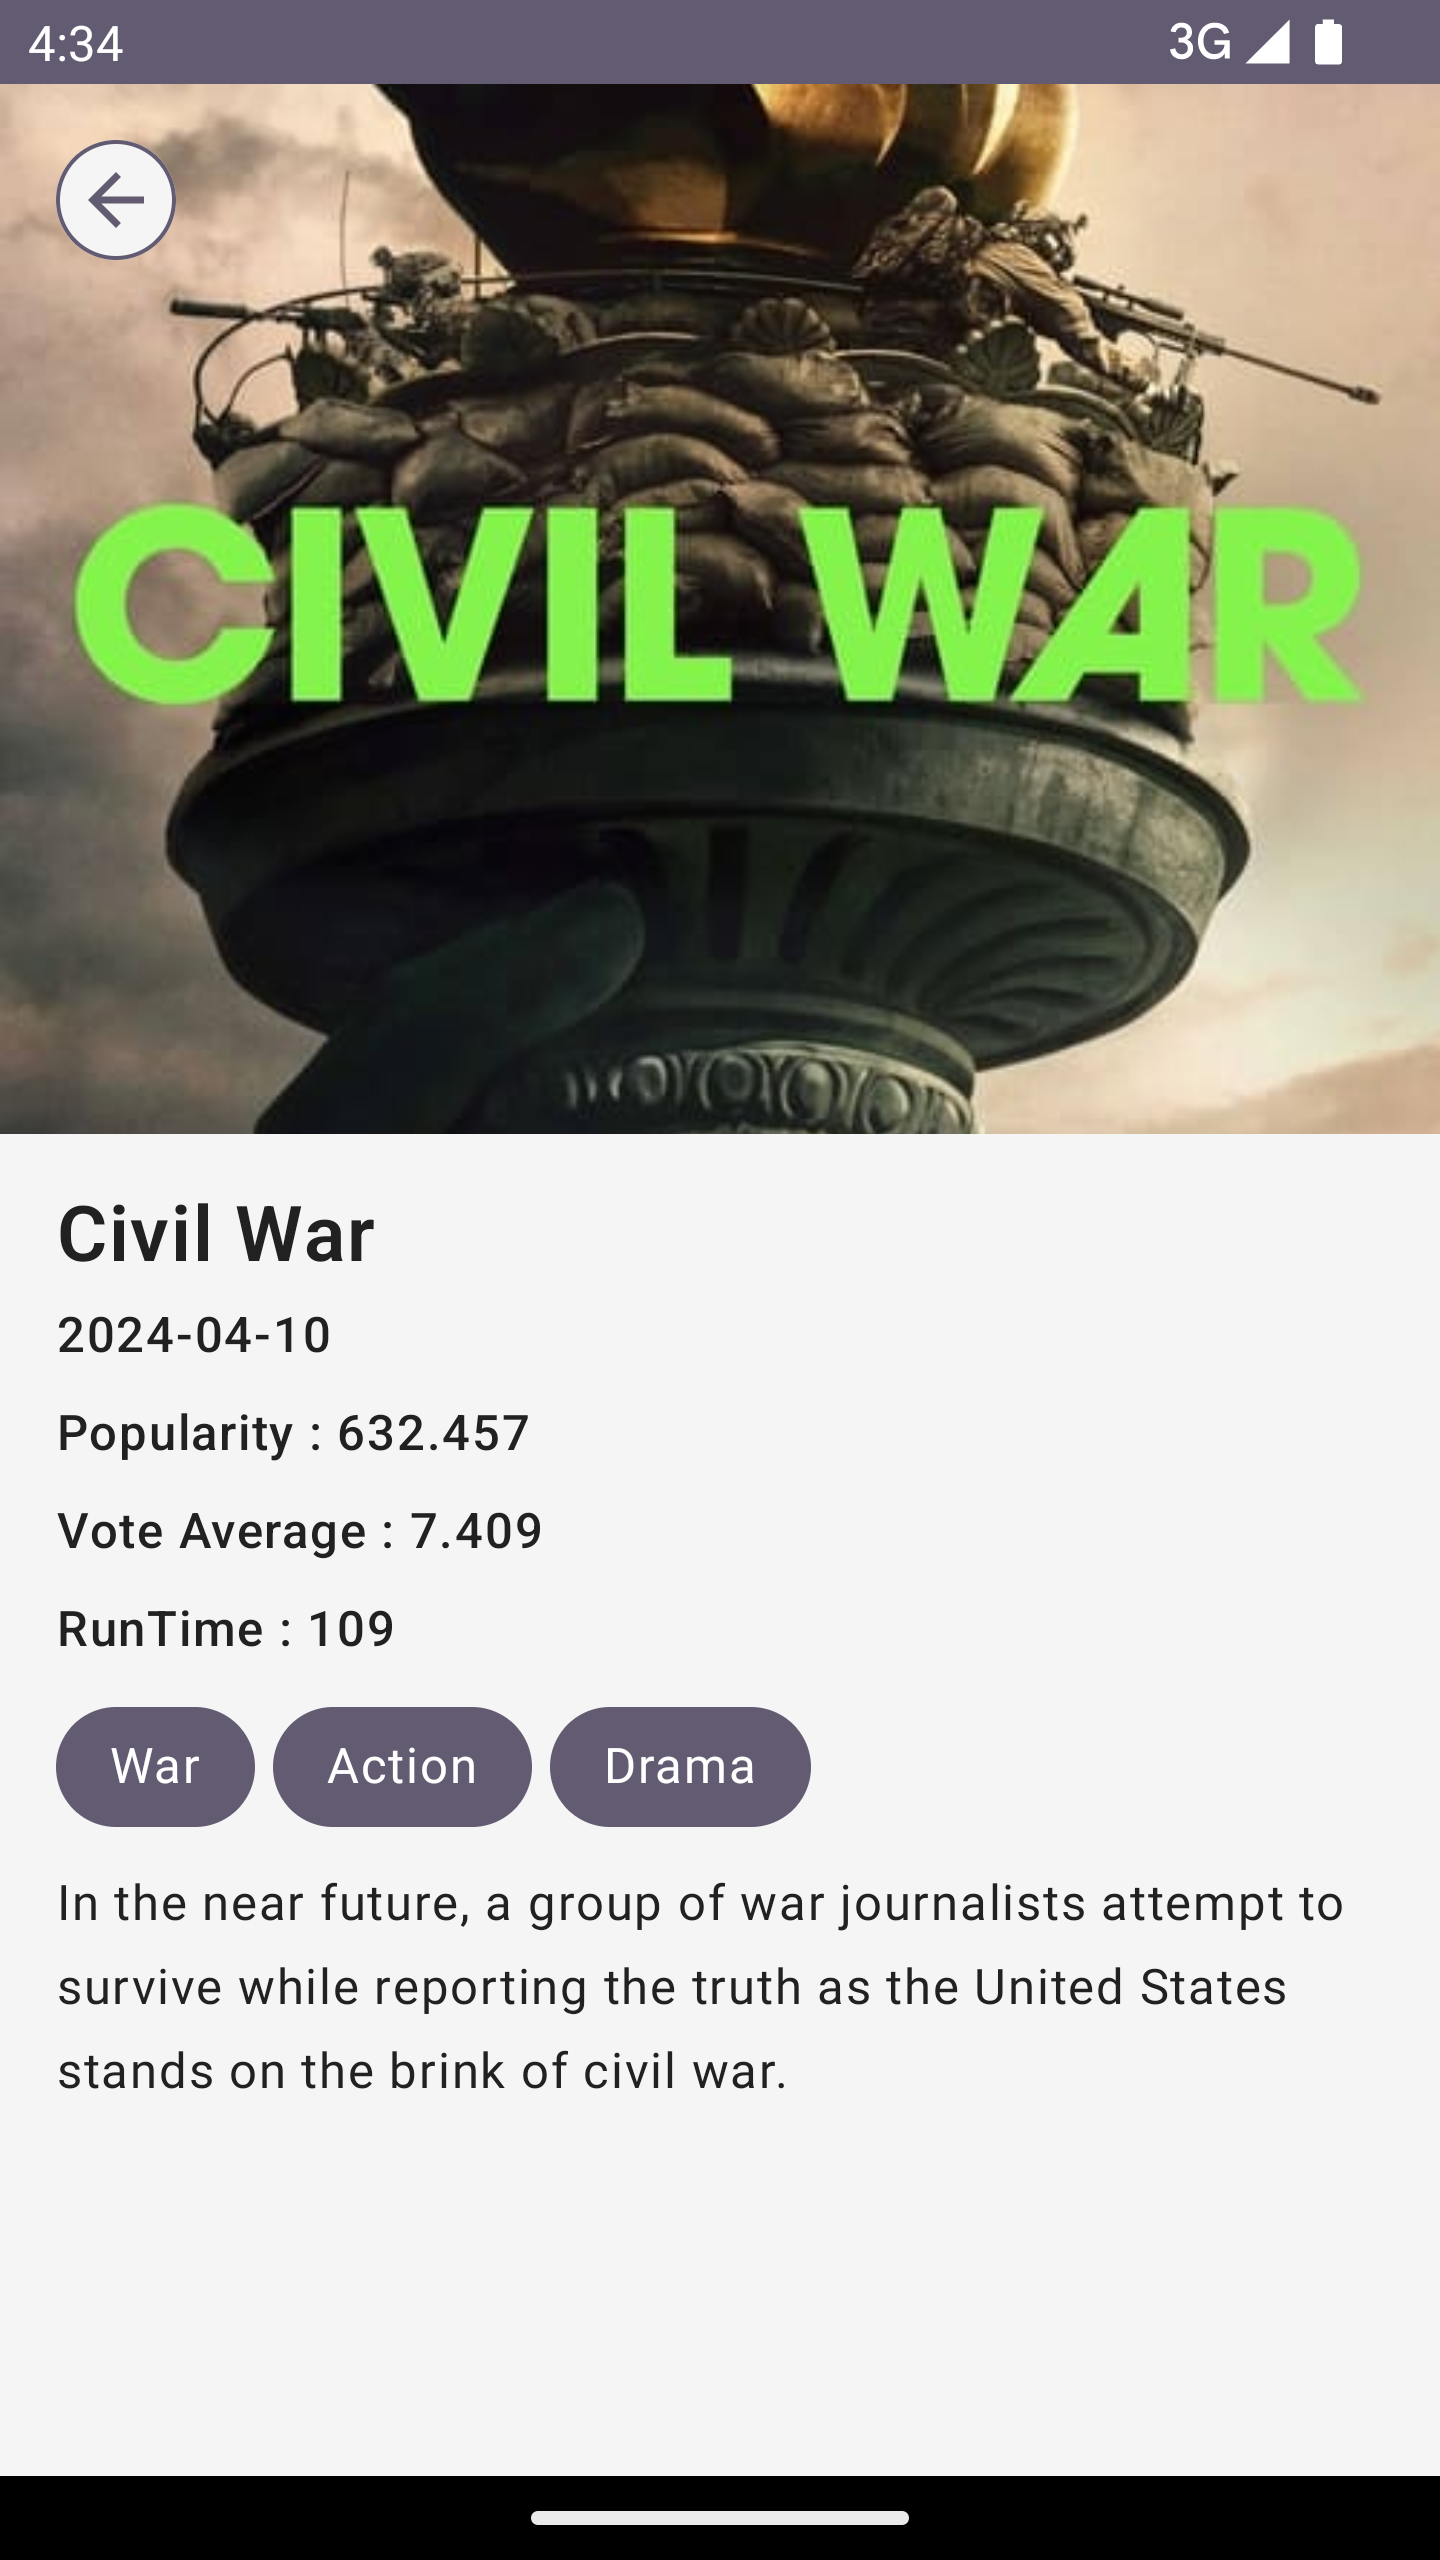 4:34
3G
CIVIL WAR
Civil War
2024-04-10
Popularity : 632.457
Vote Average : 7.409
RunTime : 109
War Action Drama
In the near future, a group of war journalists attempt to
survive while reporting the truth as the United States
stands on the brink of civil war.